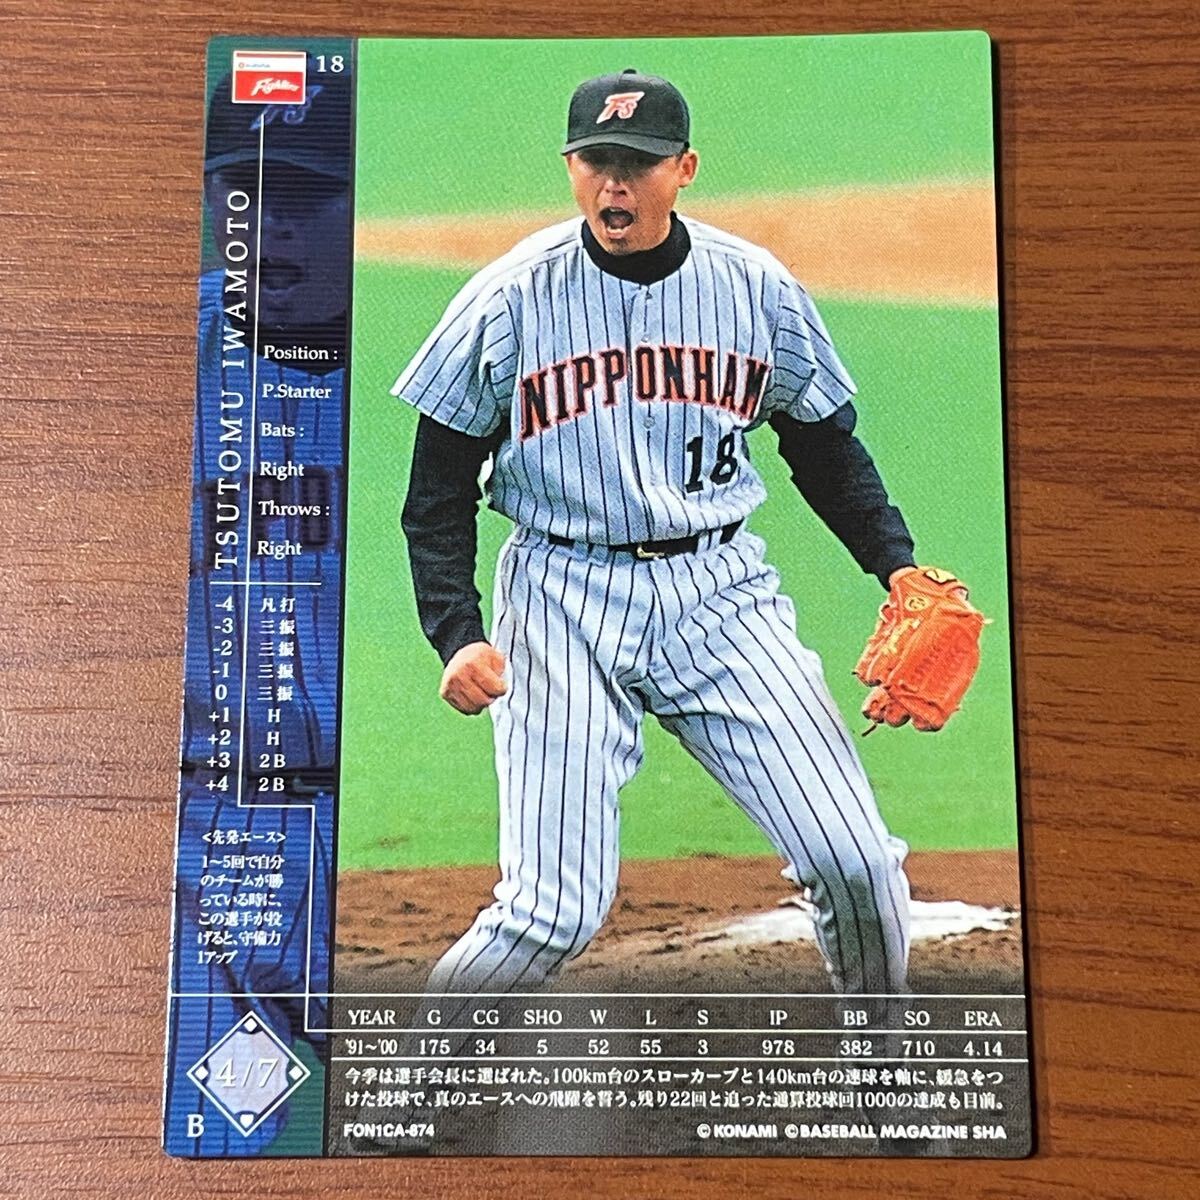 Fighters
18
TSUTOMU IWAMOTO
Position :
P.Starter
Bats :
Right
Throws :
Right
-4 凡打
-3 三振
-2 三振
-1 三振
0 三振
+1 H
+2 H
+3 2B
+4 2B
<先発エース>
1～5回で自分
のチームが勝
っている時に、
この選手が投
げると、守備力
1アップ
4/7
B
FS
NIPPONHAM
18
YEAR G CG SHO W L S IP BB SO ERA
'91～'00 175 34 5 52 55 3 978 382 710 4.14
今季は選手会長に選ばれた。100km台のスローカーブと140km台の速球を軸に、緩急をつ
けた投球で、真のエースへの飛躍を誓う。残り22回と迫った通算投球回1000の達成も目前。
FON1CA-874
©KONAMI ©BASEBALL MAGAZINE SHA